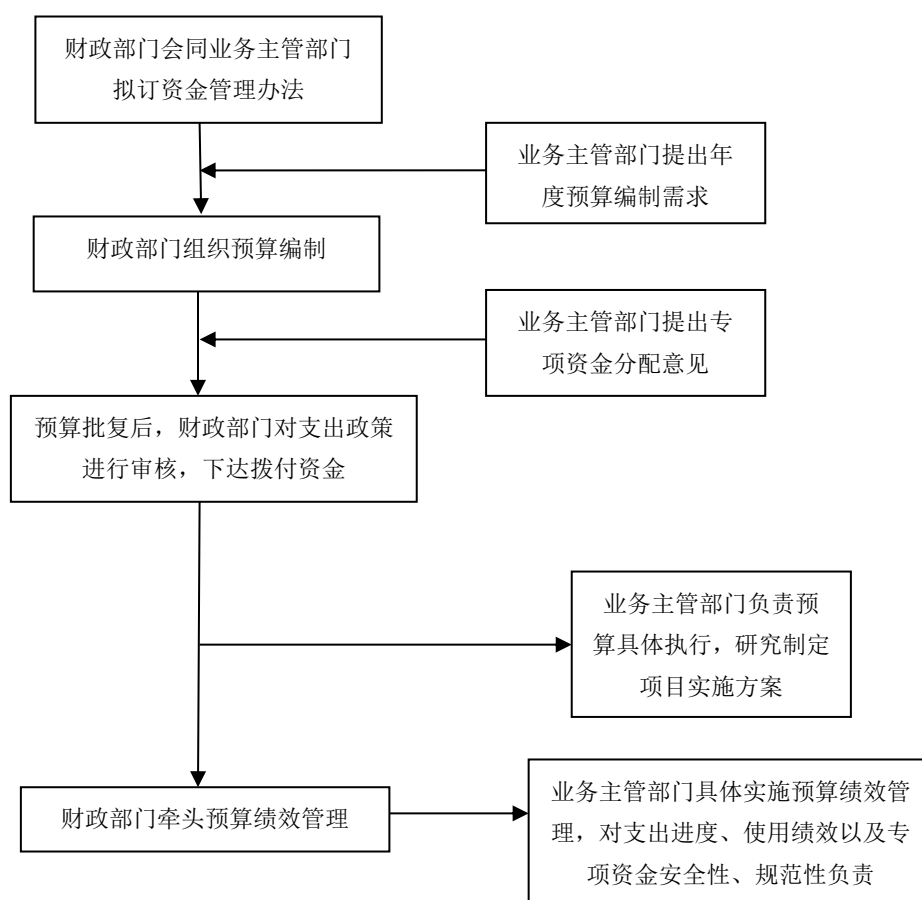 财政部门会同业务主管部门
拟订资金管理办法
业务主管部门提出年
度预算编制需求
财政部门组织预算编制
业务主管部门提出专
项资金分配意见
预算批复后，财政部门对支出政策
进行审核，下达拨付资金
业务主管部门负责预
算具体执行，研究制定
项目实施方案
财政部门牵头预算绩效管理
业务主管部门具体实施预算绩效管
理，对支出进度、使用绩效以及专
项资金安全性、规范性负责